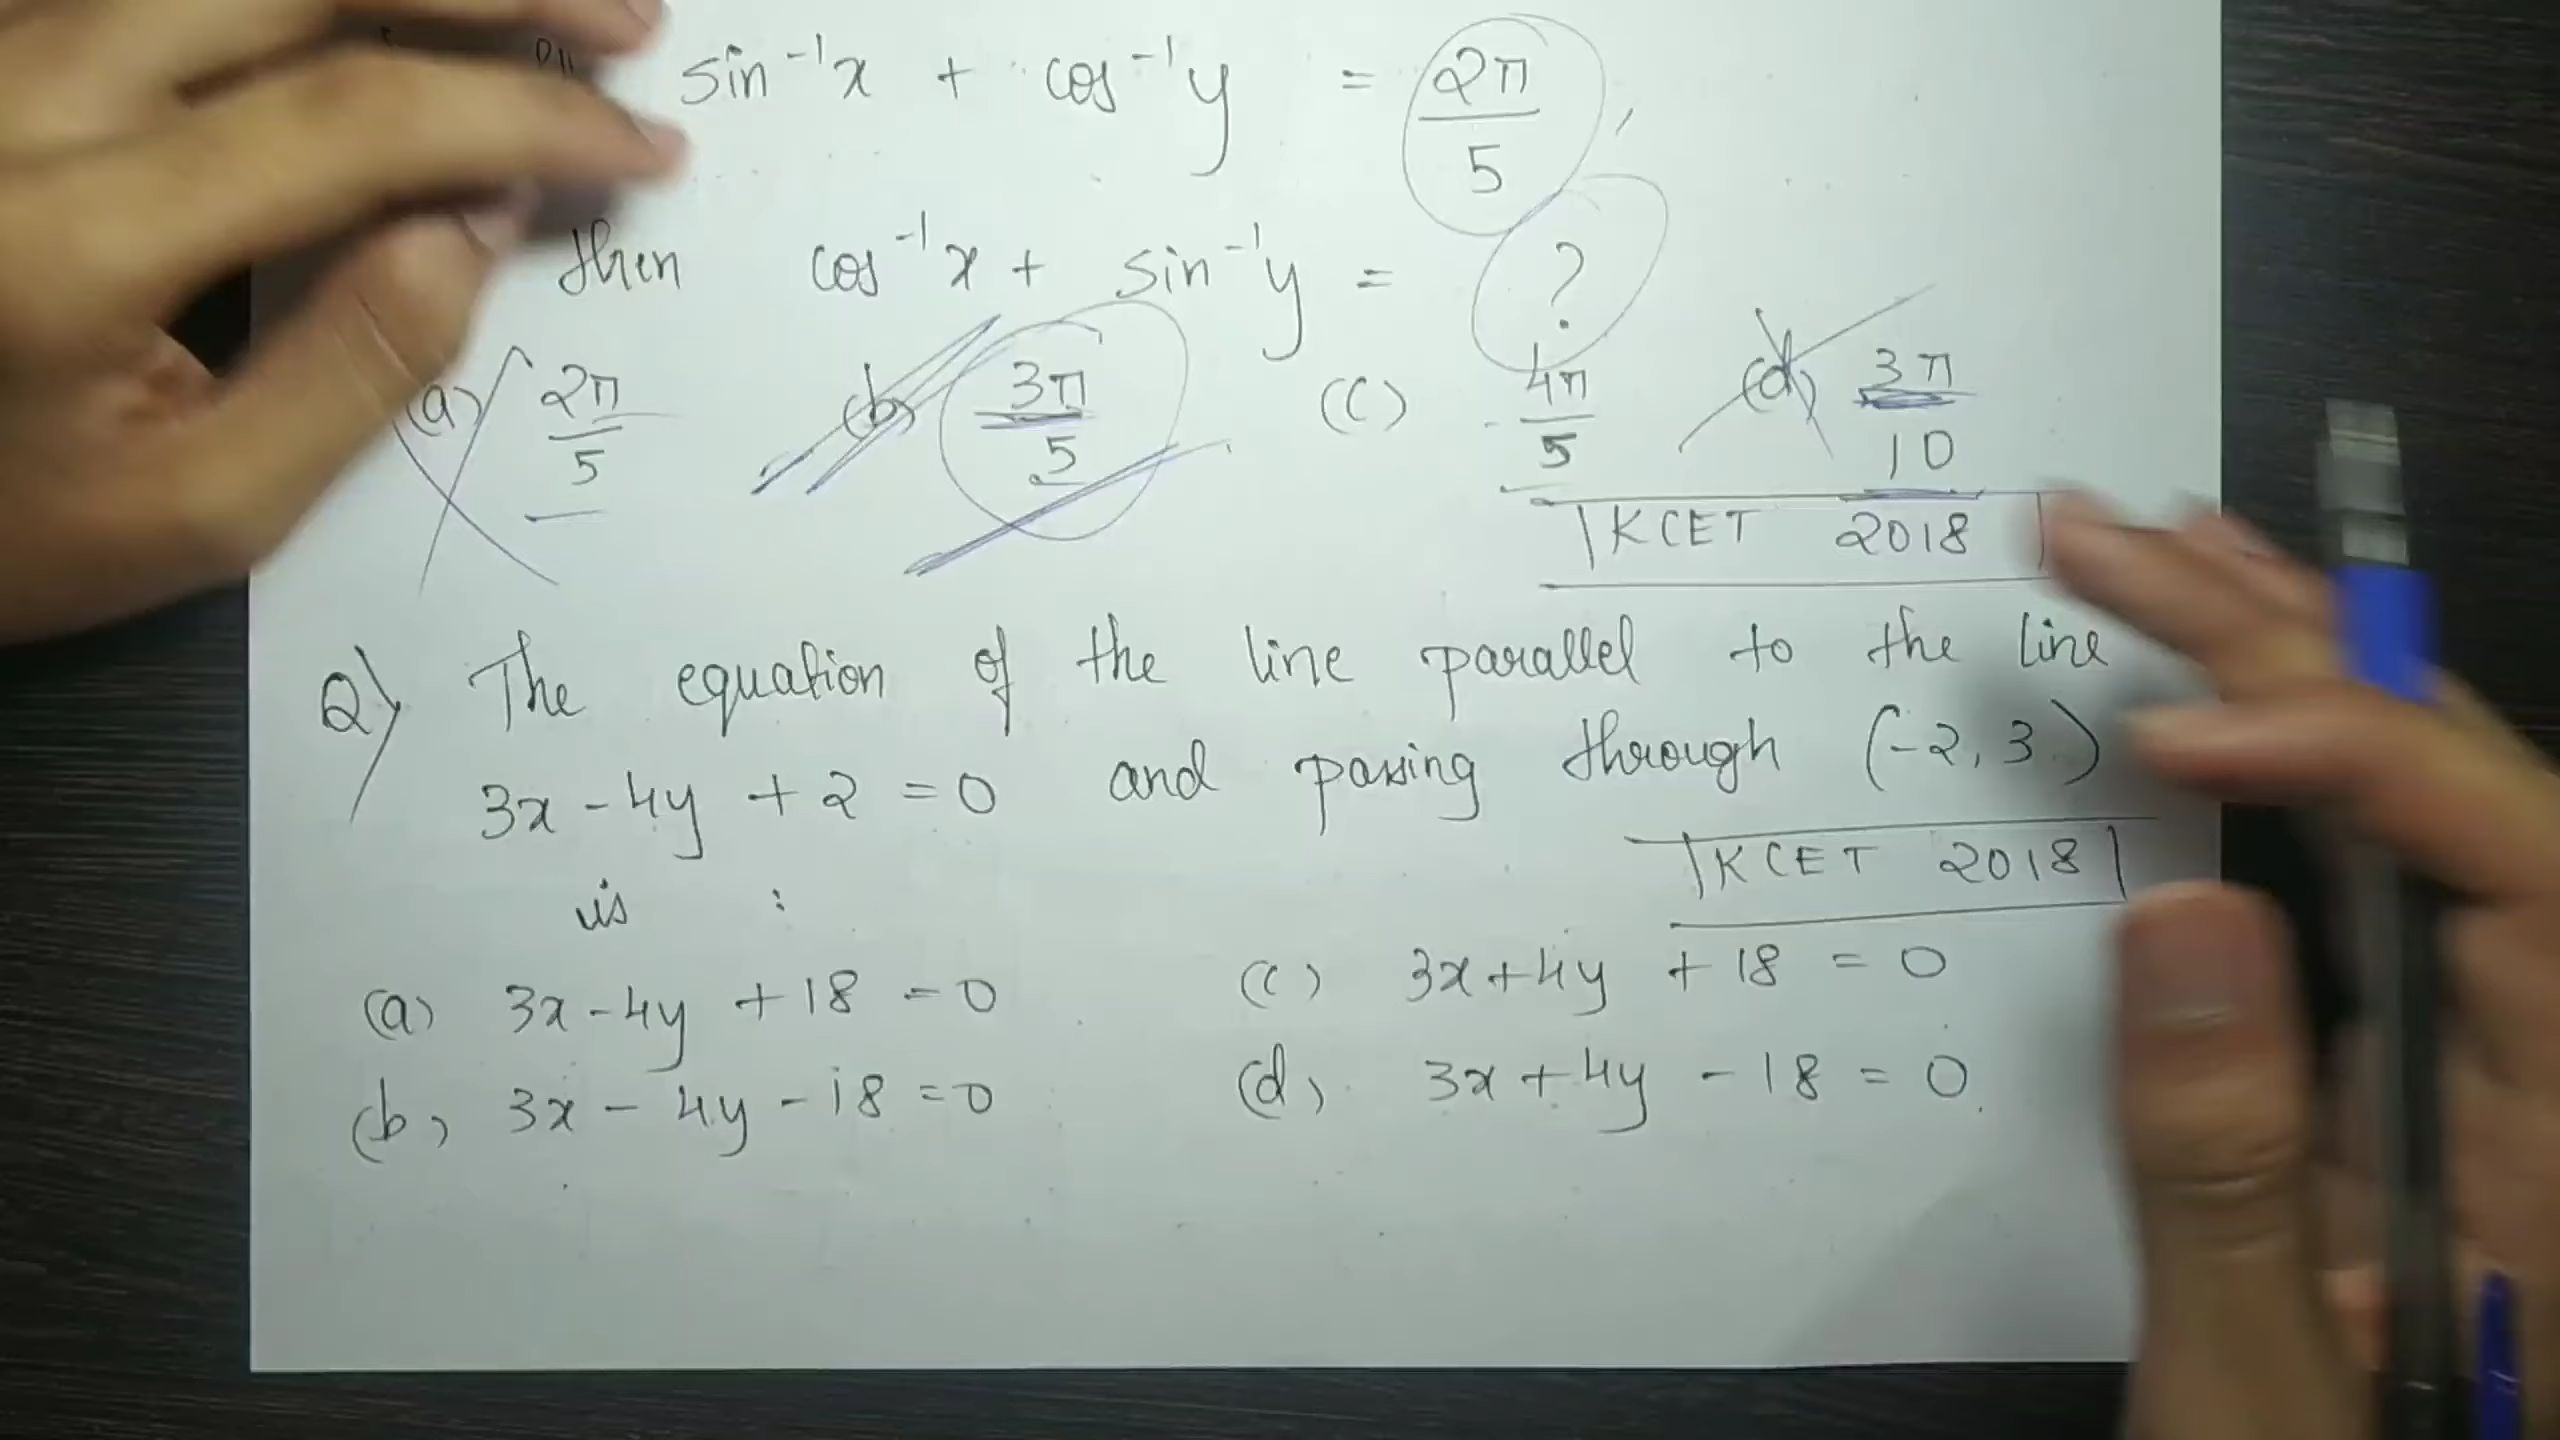 sin⁻¹x + cos⁻¹y = 2π/5,
then cos⁻¹x + sin⁻¹y = ?
(a) 2π/5 (b) 3π/5 (c) 4π/5 (d) 3π/10
KCET 2018
Q) The equation of the line parallel to the line
3x - 4y + 2 = 0 and passing through (-2, 3)
KCET 2018
is :
(a) 3x - 4y + 18 = 0 (c) 3x + 4y + 18 = 0
(b) 3x - 4y - 18 = 0 (d) 3x + 4y - 18 = 0